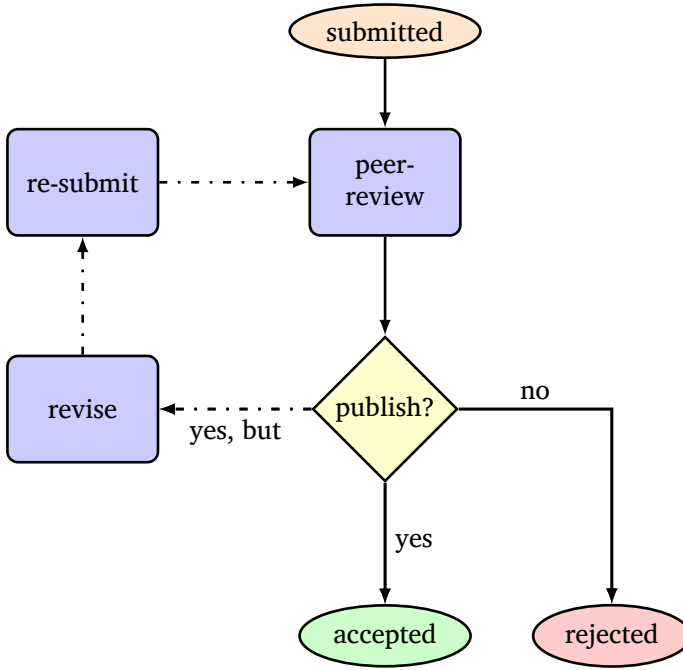 submitted
re-submit
peer-
review
revise
publish?
no
yes, but
yes
accepted
rejected